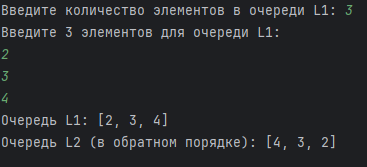 Введите количество элементов в очереди L1: 3
Введите 3 элементов для очереди L1:
2
3
4
Очередь L1: [2, 3, 4]
Очередь L2 (в обратном порядке): [4, 3, 2]